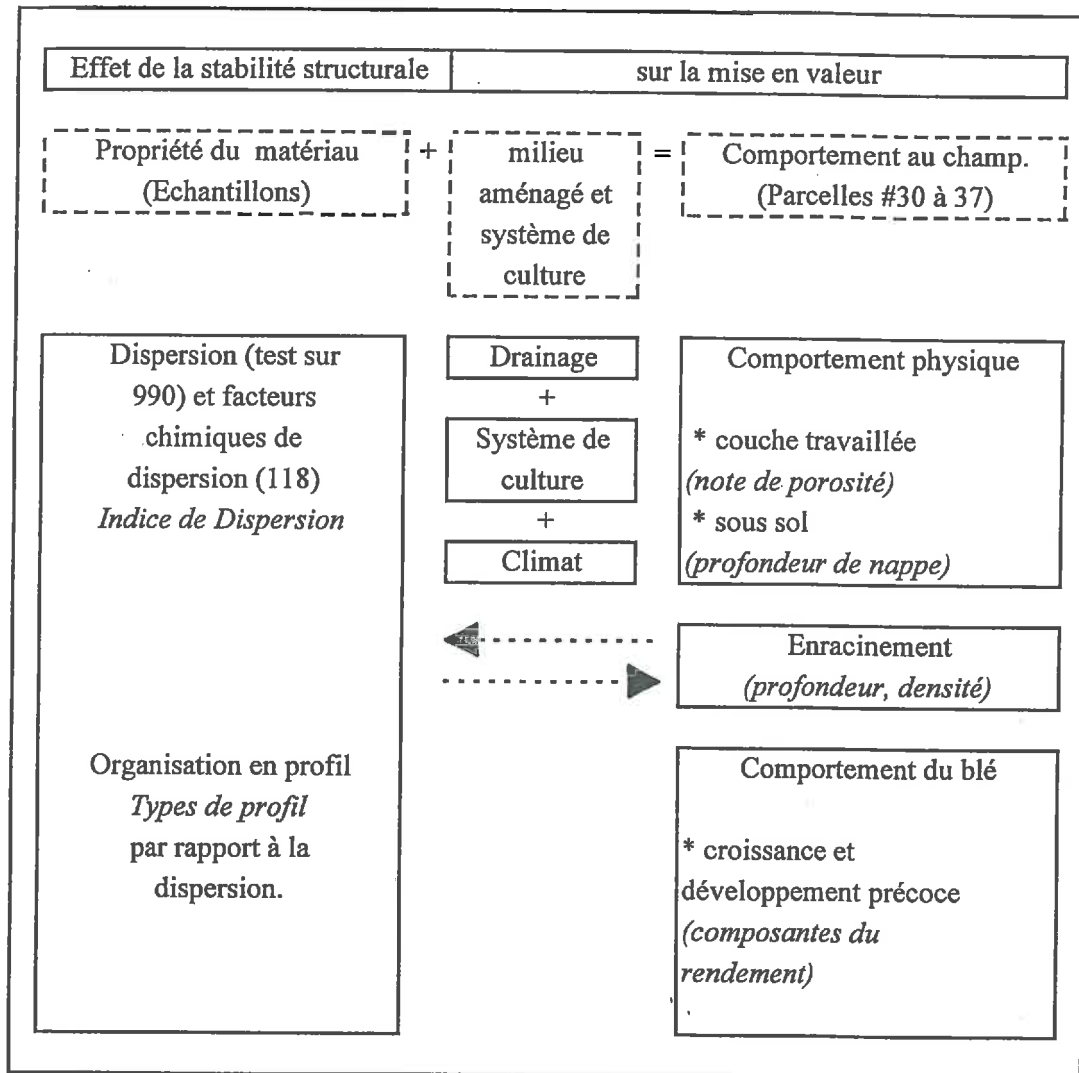 Effet de la stabilité structurale
sur la mise en valeur
Propriété du matériau
(Echantillons)
+
milieu
aménagé et
système de
culture
=
Comportement au champ.
(Parcelles #30 à 37)
Dispersion (test sur
990) et facteurs
chimiques de
dispersion (118)
Indice de Dispersion
Organisation en profil
Types de profil
par rapport à la
dispersion.
Drainage
+
Système de
culture
+
Climat
Comportement physique
* couche travaillée
(note de porosité)
* sous sol
(profondeur de nappe)
Enracinement
(profondeur, densité)
Comportement du blé
* croissance et
développement précoce
(composantes du
rendement)